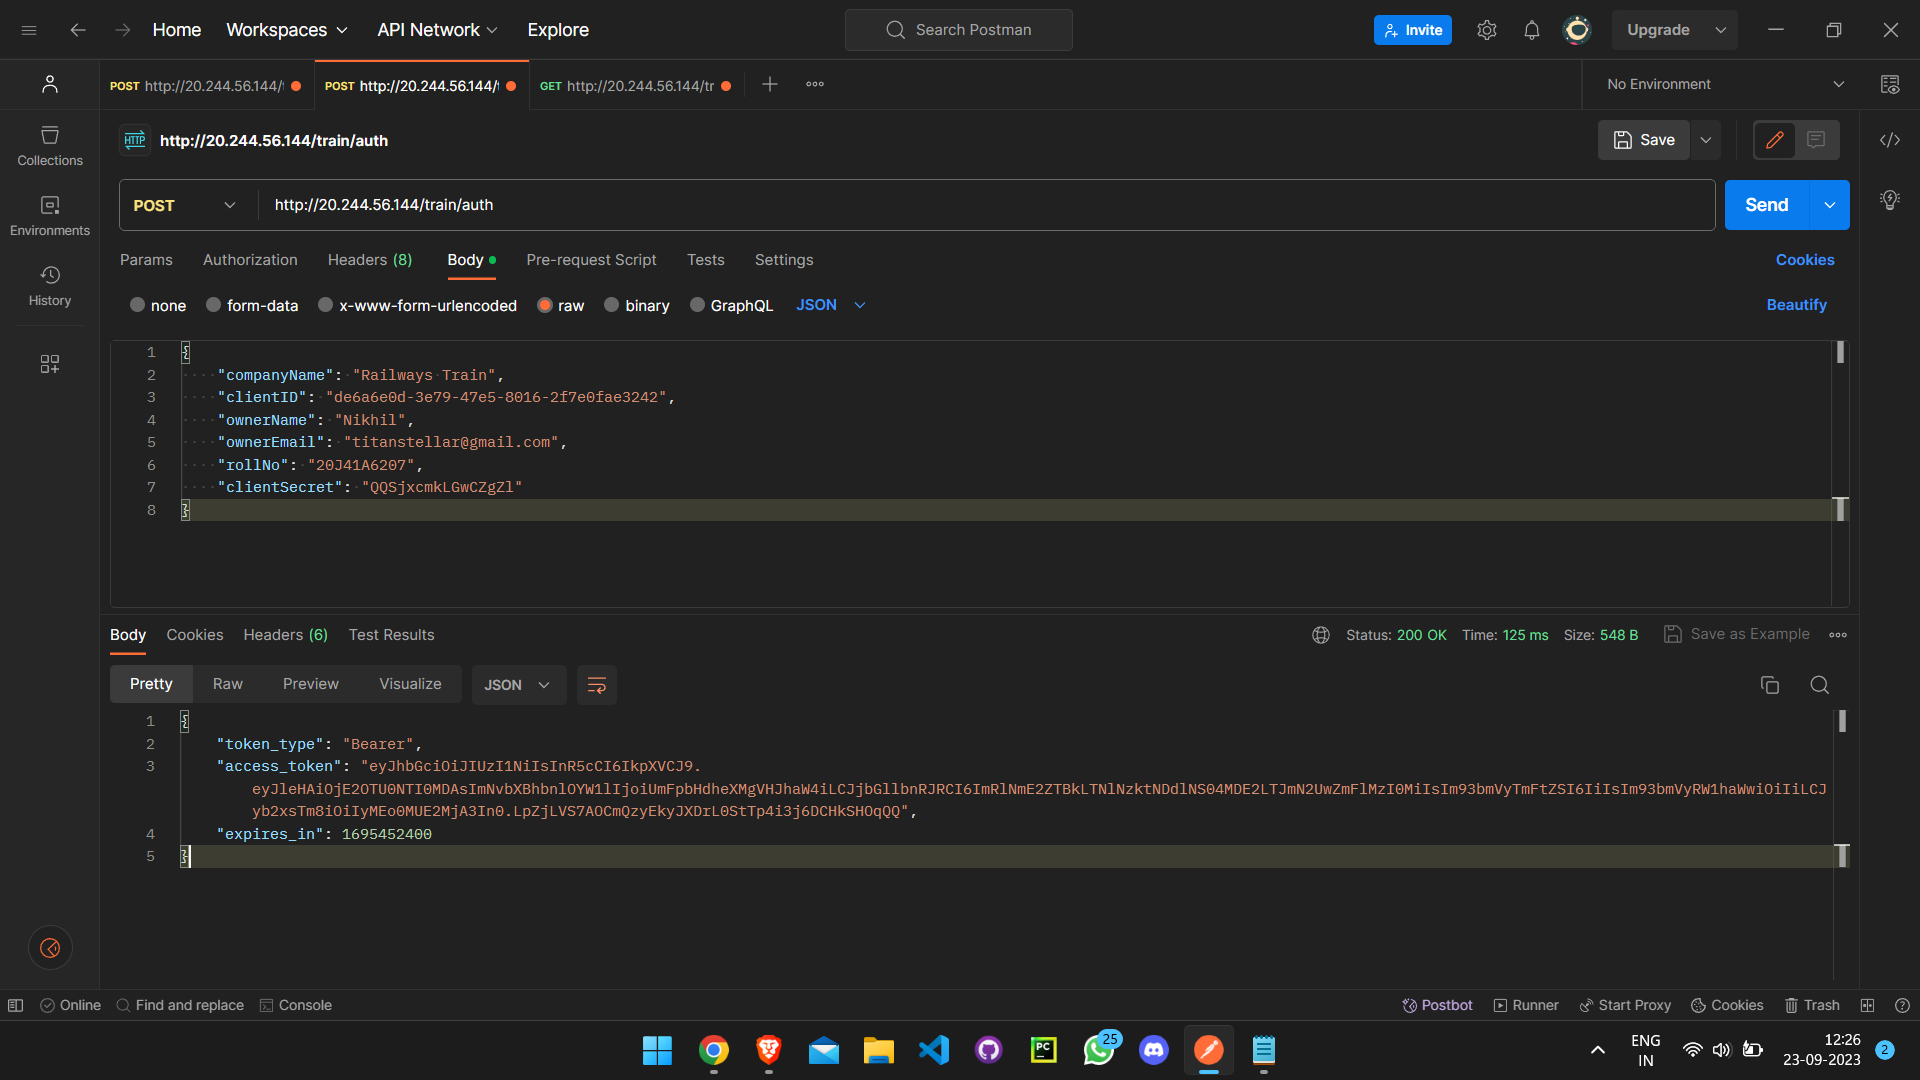 Home Workspaces API Network Explore Search Postman Invite Upgrade
POST http://20.244.56.144/t POST http://20.244.56.144/t GET http://20.244.56.144/tr No Environment
HTTP http://20.244.56.144/train/auth Save
Collections
Environments
History
POST http://20.244.56.144/train/auth Send
Params Authorization Headers (8) Body Pre-request Script Tests Settings Cookies
none form-data x-www-form-urlencoded raw binary GraphQL JSON Beautify
1 {
2 "companyName": "Railways Train",
3 "clientID": "de6a6e0d-3e79-47e5-8016-2f7e0fae3242",
4 "ownerName": "Nikhil",
5 "ownerEmail": "titanstellar@gmail.com",
6 "rollNo": "20J41A6207",
7 "clientSecret": "QQSjxcmkLGwCZgZl"
8 }
Body Cookies Headers (6) Test Results Status: 200 OK Time: 125 ms Size: 548 B Save as Example
Pretty Raw Preview Visualize JSON
1 {
2 "token_type": "Bearer",
3 "access_token": "eyJhbGciOiJIUzI1NiIsInR5cCI6IkpXVCJ9.
eyJleHAiOjE2OTU0NTI0MDAsImNvbXBhbnlOYW1lIjoiUmFpbHdheXMgVHJhaW4iLCJjbGllbnRJRCI6ImRlNmE2ZTBkLTNlNzktNDdlNS04MDE2LTJmN2UwZmFlMzI0MiIsIm93bmVyTmFtZSI6IiIsIm93bmVyRW1haWwiOiIiLCJ
yb2xsTm8iOiIyMEo0MUE2MjA3In0.LpZjLVS7AOCmQzyEkyJXDrL0StTp4i3j6DCHkSHOqQQ",
4 "expires_in": 1695452400
5 }
Online Find and replace Console Postbot Runner Start Proxy Cookies Trash
PC 25 ENG
IN
12:26
23-09-2023
2